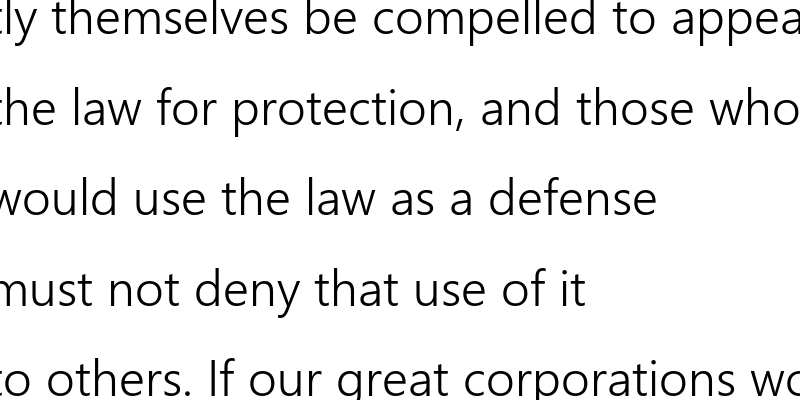 tly themselves be compelled to appea
the law for protection, and those who
would use the law as a defense
must not deny that use of it
to others. If our great corporations wo